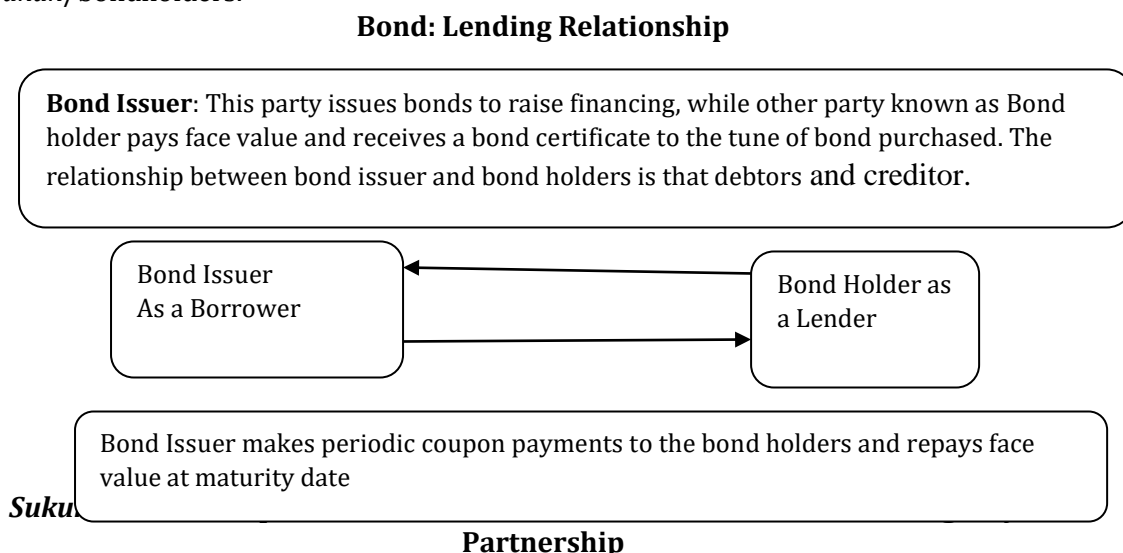 bondholders.
Bond: Lending Relationship
Bond Issuer: This party issues bonds to raise financing, while other party known as Bond
holder pays face value and receives a bond certificate to the tune of bond purchased. The
relationship between bond issuer and bond holders is that debtors and creditor.
Bond Issuer
As a Borrower
Bond Holder as
a Lender
Bond Issuer makes periodic coupon payments to the bond holders and repays face
value at maturity date
Partnership